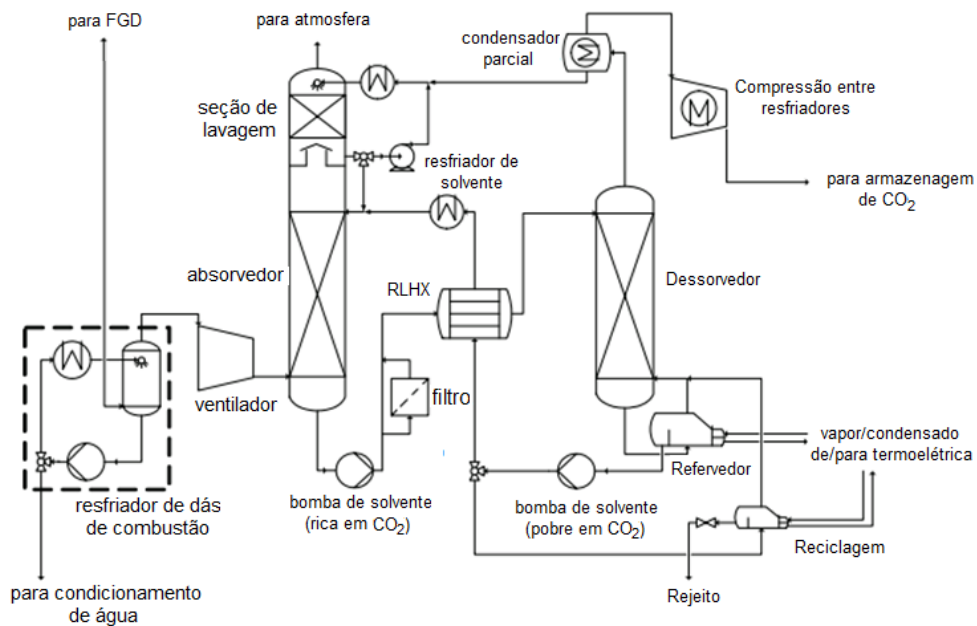 para FGD
para atmosfera
condensador
parcial
Compressão entre
resfriadores
seção de
lavagem
resfriador de
solvente
para armazenagem
de CO2
absorvedor
RLHX
Dessorvedor
ventilador
filtro
vapor/condensado
de/para termoelétrica
Refervedor
resfriador de dás
de combustão
bomba de solvente
(rica em CO2)
bomba de solvente
(pobre em CO2)
Reciclagem
para condicionamento
de água
Rejeito
M